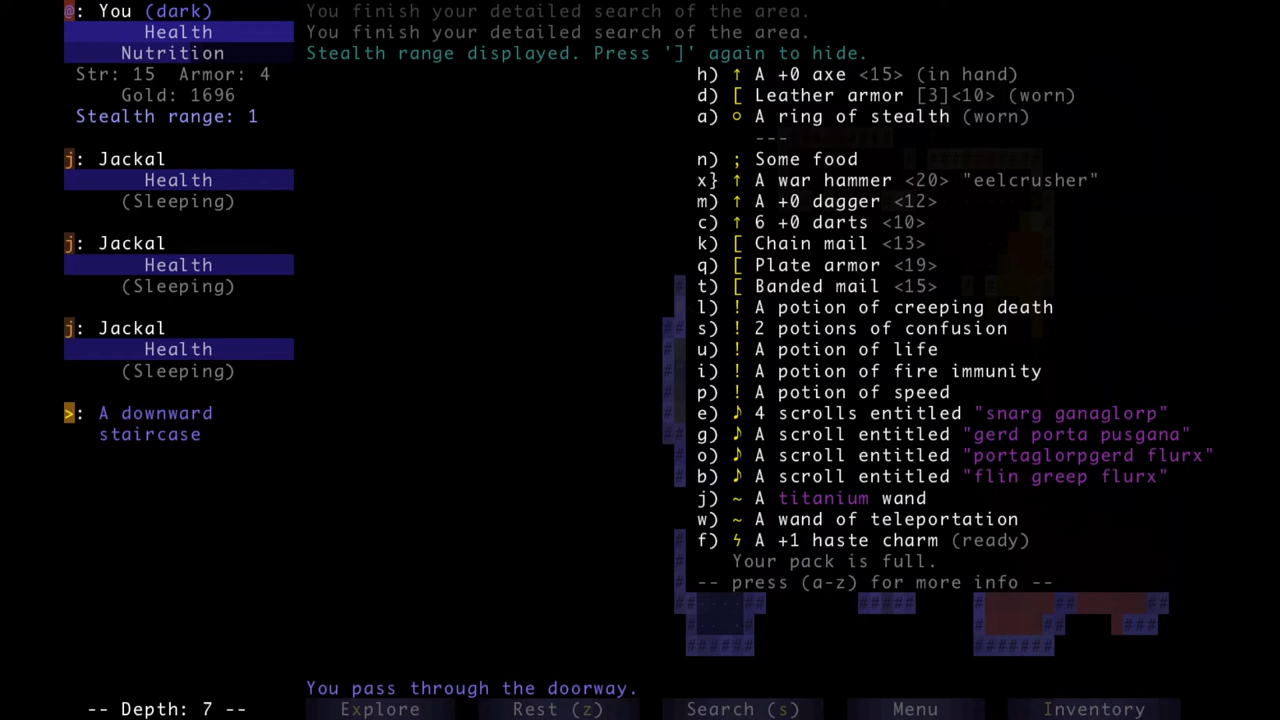 @: You (dark)
Health
Nutrition
Str: 15 Armor: 4
Gold: 1696
Stealth range: 1
j: Jackal
Health
(Sleeping)
j: Jackal
Health
(Sleeping)
j: Jackal
Health
(Sleeping)
>: A downward
staircase
-- Depth: 7 --
You finish your detailed search of the area.
You finish your detailed search of the area.
Stealth range displayed. Press ']' again to hide.
h) ↑ A +0 axe <15> (in hand)
d) [ Leather armor [3]<10> (worn)
a) ○ A ring of stealth (worn)
---
n) ; Some food
x} ↑ A war hammer <20> "eelcrusher"
m) ↑ A +0 dagger <12>
c) ↑ 6 +0 darts <10>
k) [ Chain mail <13>
q) [ Plate armor <19>
t) [ Banded mail <15>
l) ! A potion of creeping death
s) ! 2 potions of confusion
u) ! A potion of life
i) ! A potion of fire immunity
p) ! A potion of speed
e) ♪ 4 scrolls entitled "snarg ganaglorp"
g) ♪ A scroll entitled "gerd porta pusgana"
o) ♪ A scroll entitled "portaglorpgerd flurx"
b) ♪ A scroll entitled "flin greep flurx"
j) ~ A titanium wand
w) ~ A wand of teleportation
f) ϟ A +1 haste charm (ready)
Your pack is full.
-- press (a-z) for more info --
You pass through the doorway.
Explore Rest (z) Search (s) Menu Inventory